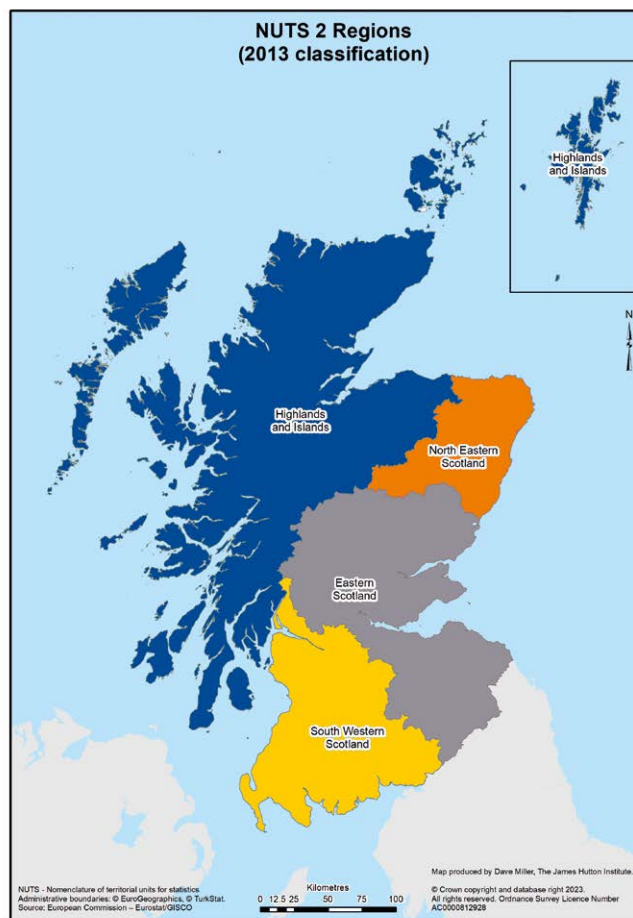 NUTS 2 Regions
(2013 classification)
Highlands
and Islands
N
Highlands
and Islands
North Eastern
Scotland
Eastern
Scotland
South Western
Scotland
NUTS - Nomenclature of territorial units for statistics
Administrative boundaries: © EuroGeographics, © TurkStat.
Source: European Commission – Eurostat/GISCO
Kilometres
0 12.5 25 50 75 100
Map produced by Dave Miller, The James Hutton Institute.
© Crown copyright and database right 2023.
All rights reserved. Ordnance Survey Licence Number
AC0000812928